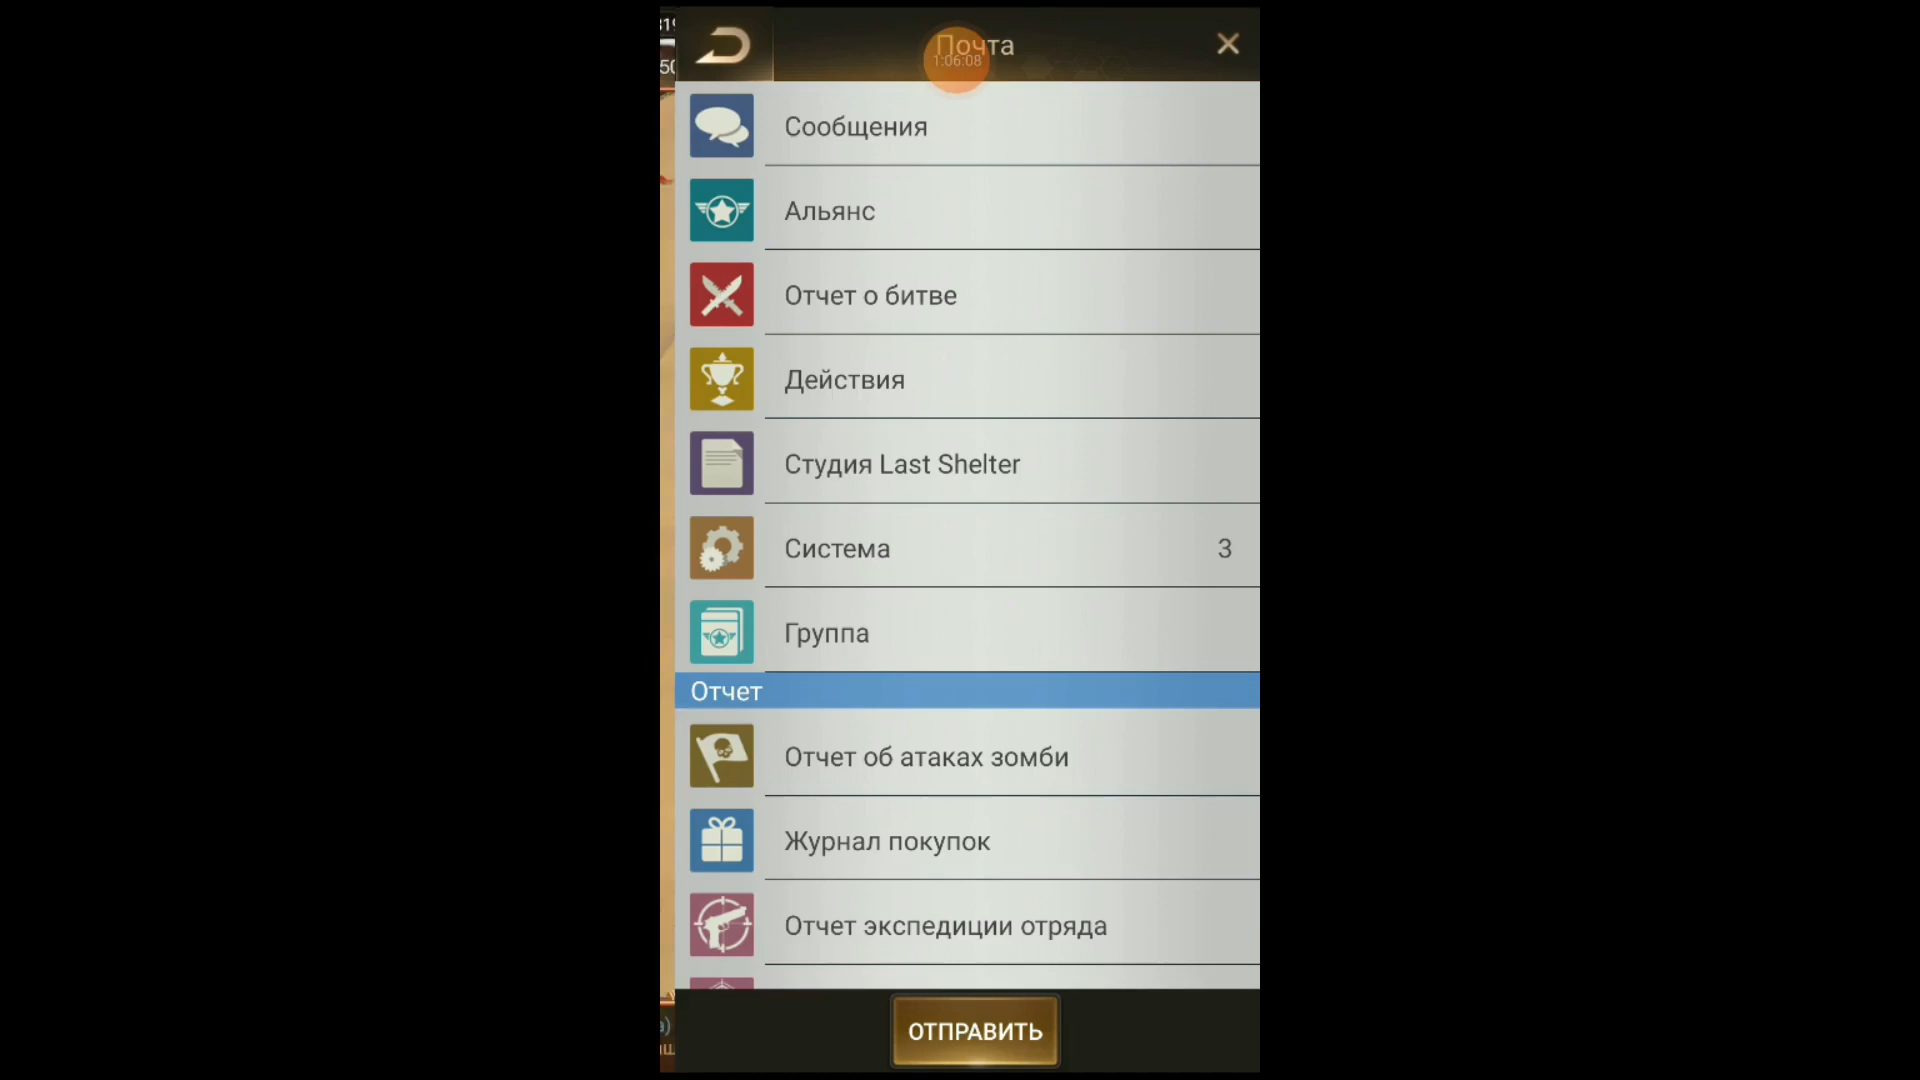 Почта
1:06:08
Сообщения
Альянс
Отчет о битве
Действия
Студия Last Shelter
Система 3
Группа
Отчет
Отчет об атаках зомби
Журнал покупок
Отчет экспедиции отряда
ОТПРАВИТЬ